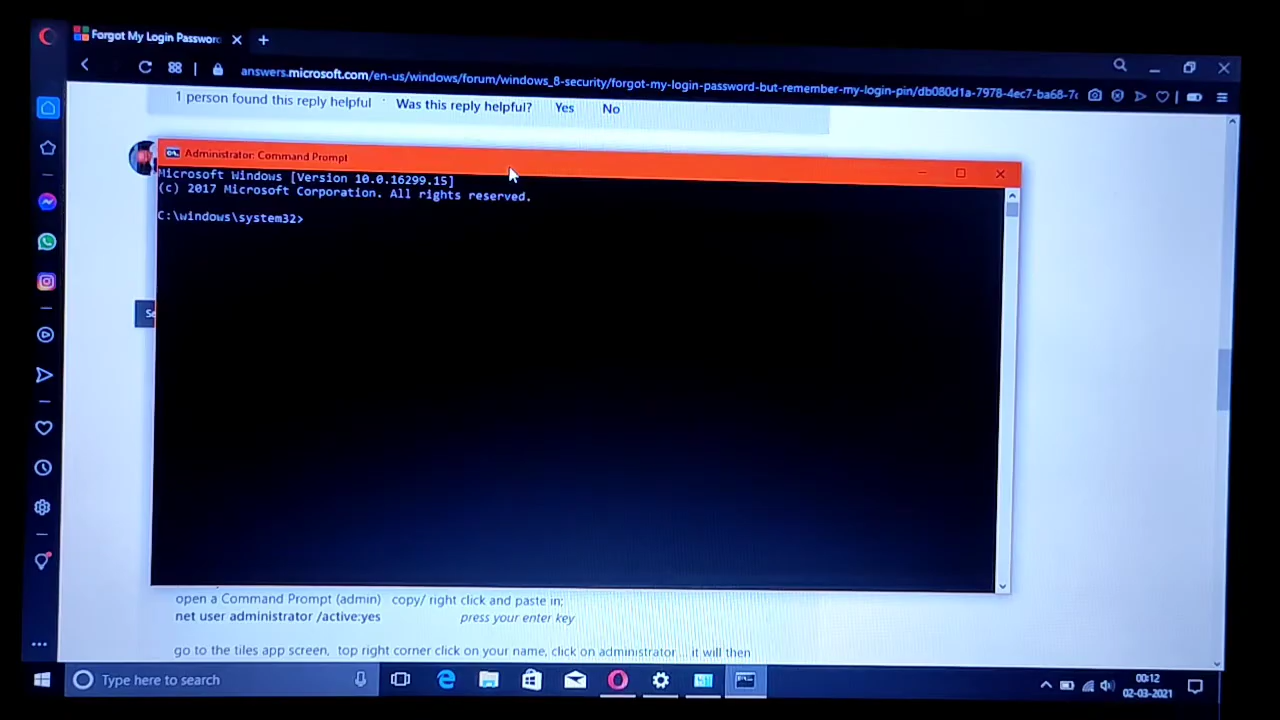 Forgot My Login Password
answers.microsoft.com/en-us/windows/forum/windows_8-security/forgot-my-login-password-but-remember-my-login-pin/db080d1a-7978-4ec7-ba68-7
1 person found this reply helpful · Was this reply helpful? Yes No
Administrator: Command Prompt
Microsoft Windows [Version 10.0.16299.15]
(c) 2017 Microsoft Corporation. All rights reserved.
C:\windows\system32>
Se
open a Command Prompt (admin) copy/ right click and paste in;
net user administrator /active:yes press your enter key
go to the tiles app screen, top right corner click on your name, click on administrator... it will then
Type here to search
00:12
02-03-2021